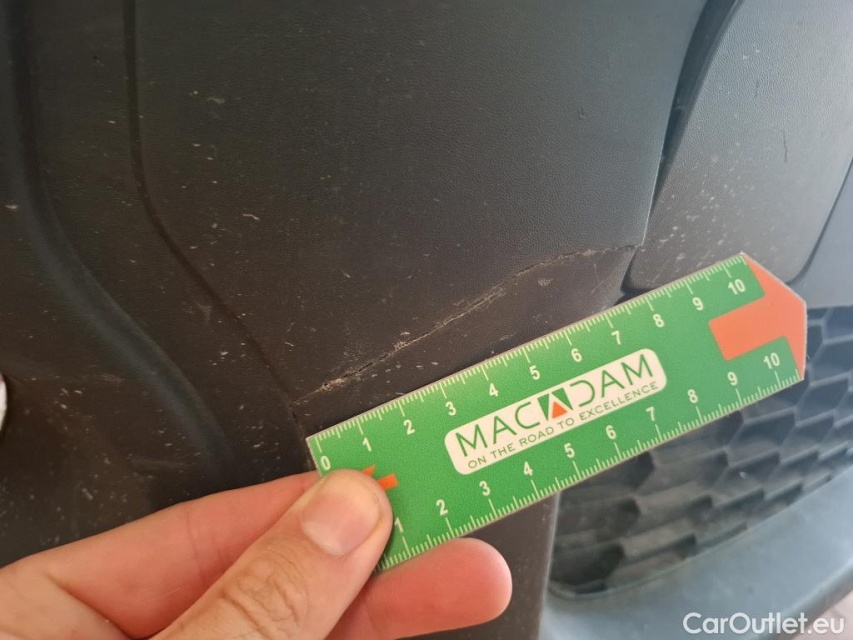 0 1 2 3 4 5 6 7 8 9 10
MACADAM
ON THE ROAD TO EXCELLENCE
1 2 3 4 5 6 7 8 9 10
CarOutlet.eu